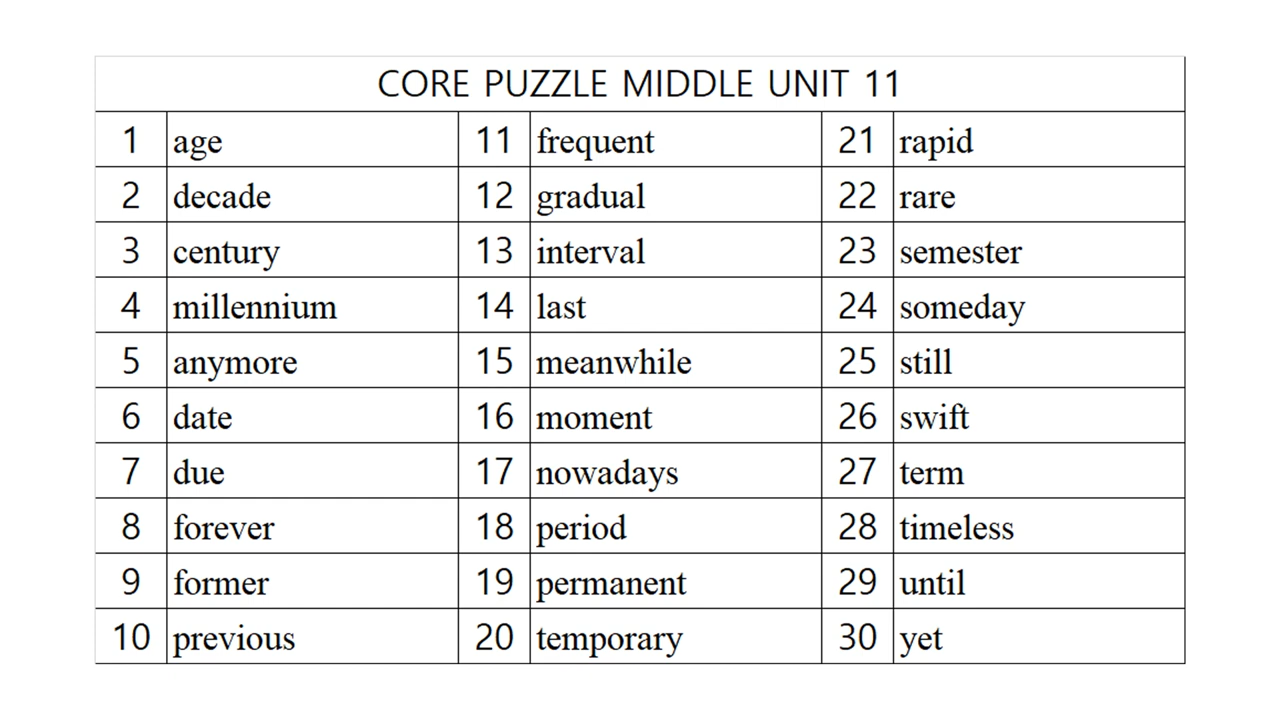 CORE PUZZLE MIDDLE UNIT 11
1 age 11 frequent 21 rapid
2 decade 12 gradual 22 rare
3 century 13 interval 23 semester
4 millennium 14 last 24 someday
5 anymore 15 meanwhile 25 still
6 date 16 moment 26 swift
7 due 17 nowadays 27 term
8 forever 18 period 28 timeless
9 former 19 permanent 29 until
10 previous 20 temporary 30 yet